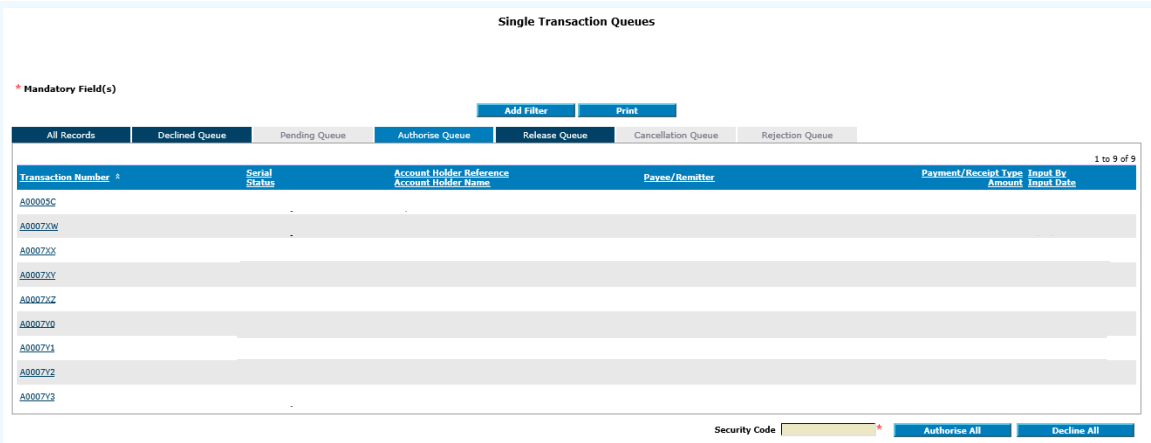 Single Transaction Queues
* Mandatory Field(s)
Add Filter Print
All Records Declined Queue Pending Queue Authorise Queue Release Queue Cancellation Queue Rejection Queue
1 to 9 of 9
Transaction Number Serial Status Account Holder Reference Account Holder Name Payee/Remitter Payment/Receipt Type Amount Input By Input Date
A00005C
A0007XW
A0007XX
A0007XY
A0007XZ
A0007Y0
A0007Y1
A0007Y2
A0007Y3
Security Code * Authorise All Decline All